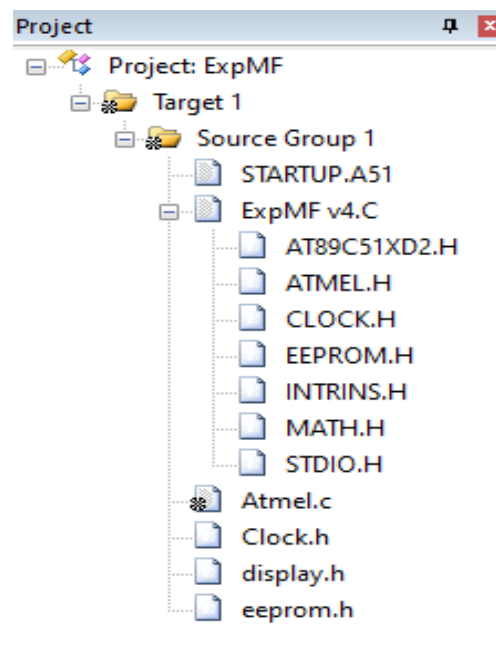 Project
Project: ExpMF
Target 1
Source Group 1
STARTUP.A51
ExpMF v4.C
AT89C51XD2.H
ATMEL.H
CLOCK.H
EEPROM.H
INTRINS.H
MATH.H
STDIO.H
Atmel.c
Clock.h
display.h
eeprom.h